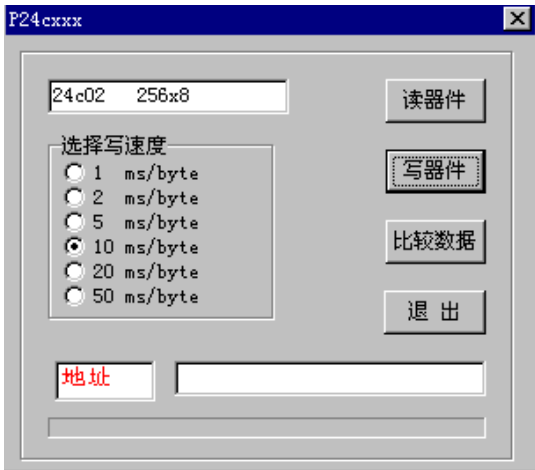 P24cxxx
24c02 256x8
读器件
选择写速度
1 ms/byte
2 ms/byte
5 ms/byte
10 ms/byte
20 ms/byte
50 ms/byte
写器件
比较数据
退 出
地址